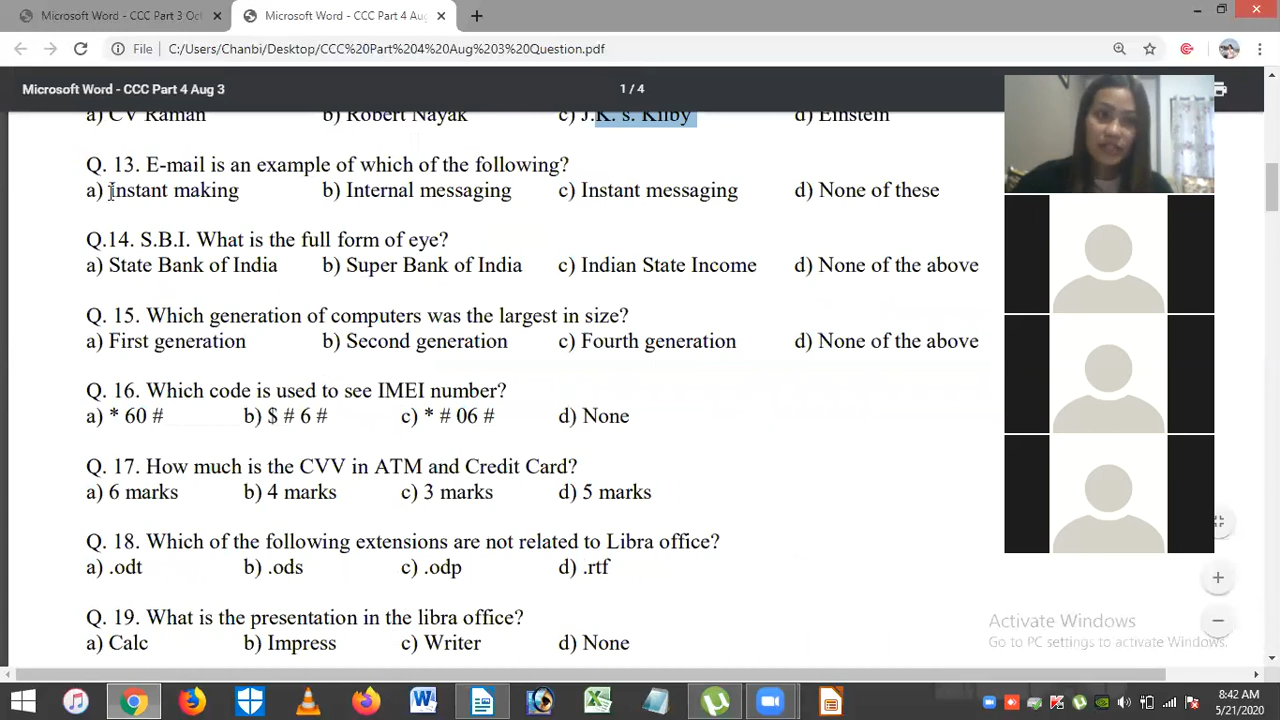 Microsoft Word - CCC Part 3 Oct
Microsoft Word - CCC Part 4 Aug
File
C:/Users/Chanbi/Desktop/CCC%20Part%204%20Aug%203%20Question.pdf
Microsoft Word - CCC Part 4 Aug 3
1 / 4
a) CV Raman b) Robert Nayak c) J.K. s. Kilby d) Einstein
Q. 13. E-mail is an example of which of the following?
a) Instant making b) Internal messaging c) Instant messaging d) None of these
Q.14. S.B.I. What is the full form of eye?
a) State Bank of India b) Super Bank of India c) Indian State Income d) None of the above
Q. 15. Which generation of computers was the largest in size?
a) First generation b) Second generation c) Fourth generation d) None of the above
Q. 16. Which code is used to see IMEI number?
a) * 60 # b) $ # 6 # c) * # 06 # d) None
Q. 17. How much is the CVV in ATM and Credit Card?
a) 6 marks b) 4 marks c) 3 marks d) 5 marks
Q. 18. Which of the following extensions are not related to Libra office?
a) .odt b) .ods c) .odp d) .rtf
Q. 19. What is the presentation in the libra office?
a) Calc b) Impress c) Writer d) None
Activate Windows
Go to PC settings to activate Windows.
8:42 AM
5/21/2020